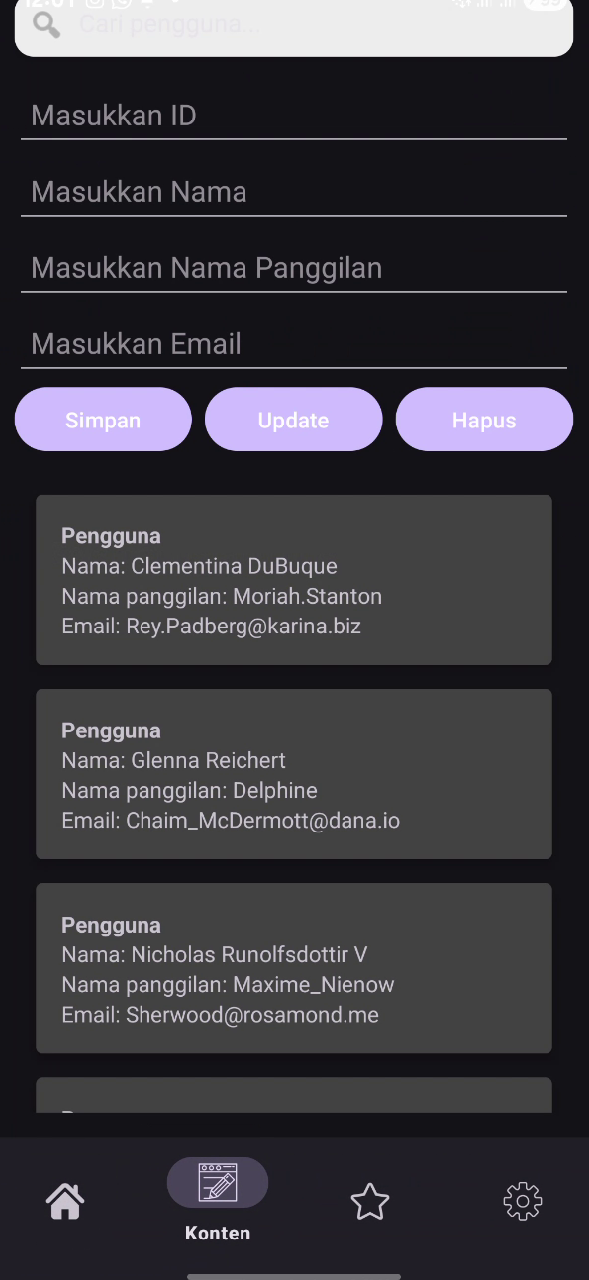 12:01
Cari pengguna...
Masukkan ID
Masukkan Nama
Masukkan Nama Panggilan
Masukkan Email
Simpan
Update
Hapus
Pengguna
Nama: Clementina DuBuque
Nama panggilan: Moriah.Stanton
Email: Rey.Padberg@karina.biz
Pengguna
Nama: Glenna Reichert
Nama panggilan: Delphine
Email: Chaim_McDermott@dana.io
Pengguna
Nama: Nicholas Runolfsdottir V
Nama panggilan: Maxime_Nienow
Email: Sherwood@rosamond.me
Konten